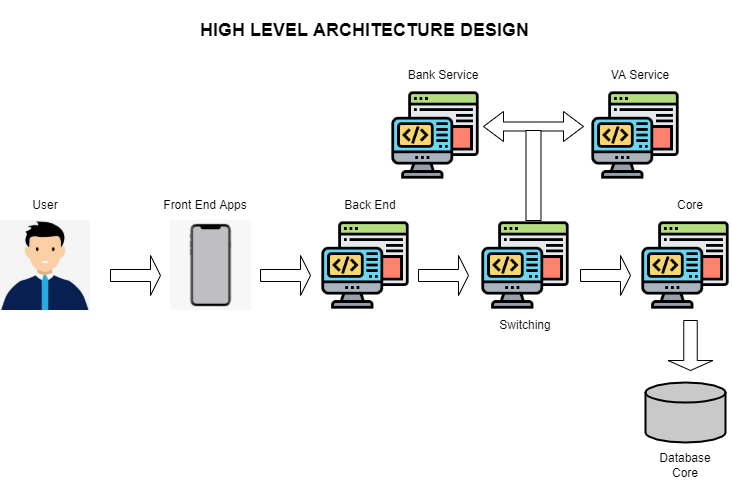 HIGH LEVEL ARCHITECTURE DESIGN
Bank Service
VA Service
User
Front End Apps
Back End
Core
Switching
Database
Core